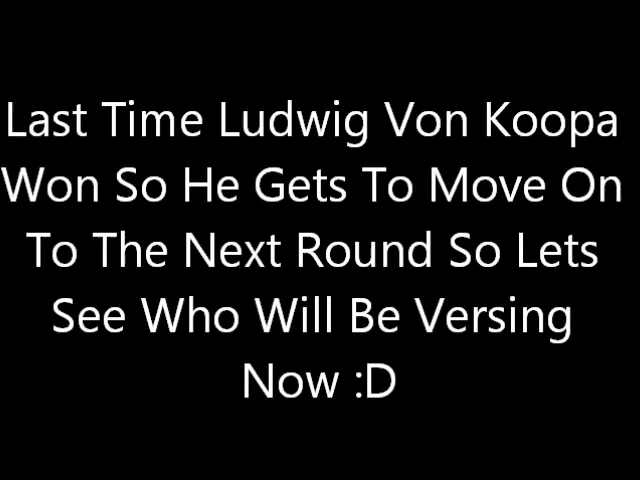 Last Time Ludwig Von Koopa
Won So He Gets To Move On
To The Next Round So Lets
See Who Will Be Versing
Now :D